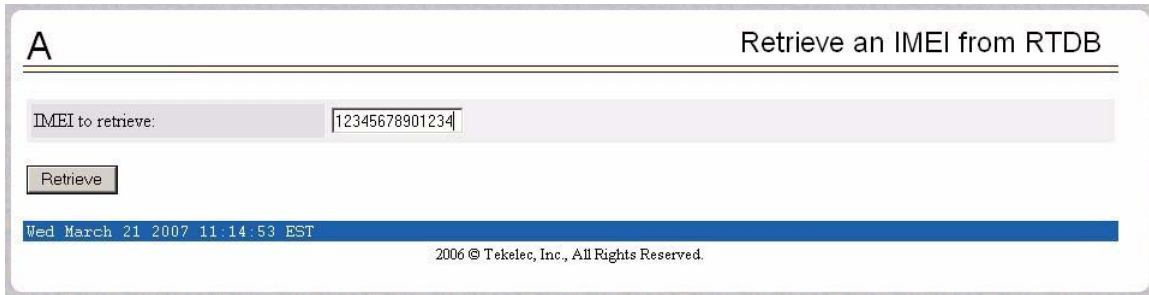 A
Retrieve an IMEI from RTDB
IMEI to retrieve:
12345678901234
Retrieve
Wed March 21 2007 11:14:53 EST
2006 © Tekelec, Inc., All Rights Reserved.